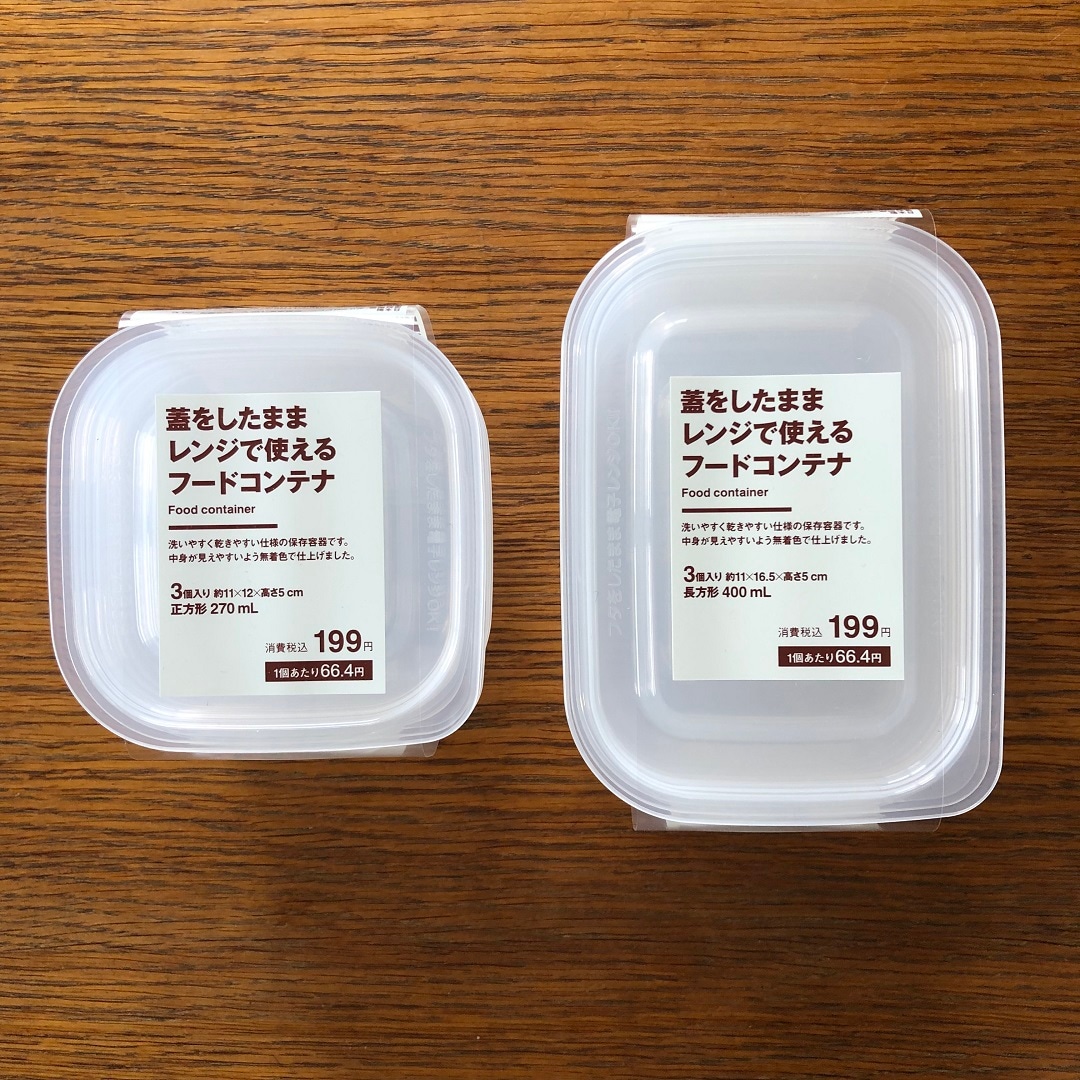 蓋をしたまま
レンジで使える
フードコンテナ
Food container
洗いやすく乾きやすい仕様の保存容器です。
中身が見えやすいよう無着色で仕上げました。
3個入り 約11×12×高さ5cm
正方形 270mL
消費税込 199円
1個あたり66.4円
蓋をしたまま
レンジで使える
フードコンテナ
Food container
洗いやすく乾きやすい仕様の保存容器です。
中身が見えやすいよう無着色で仕上げました。
3個入り 約11×16.5×高さ5cm
長方形 400mL
消費税込 199円
1個あたり66.4円